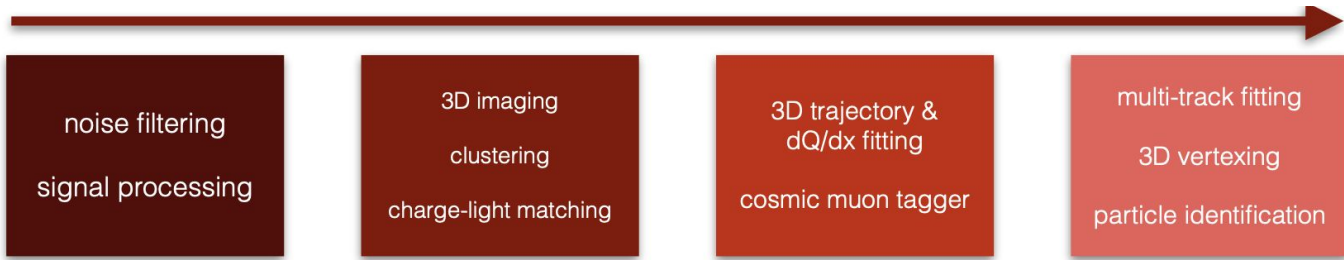 noise filtering
signal processing
3D imaging
clustering
charge-light matching
3D trajectory &
dQ/dx fitting
cosmic muon tagger
multi-track fitting
3D vertexing
particle identification